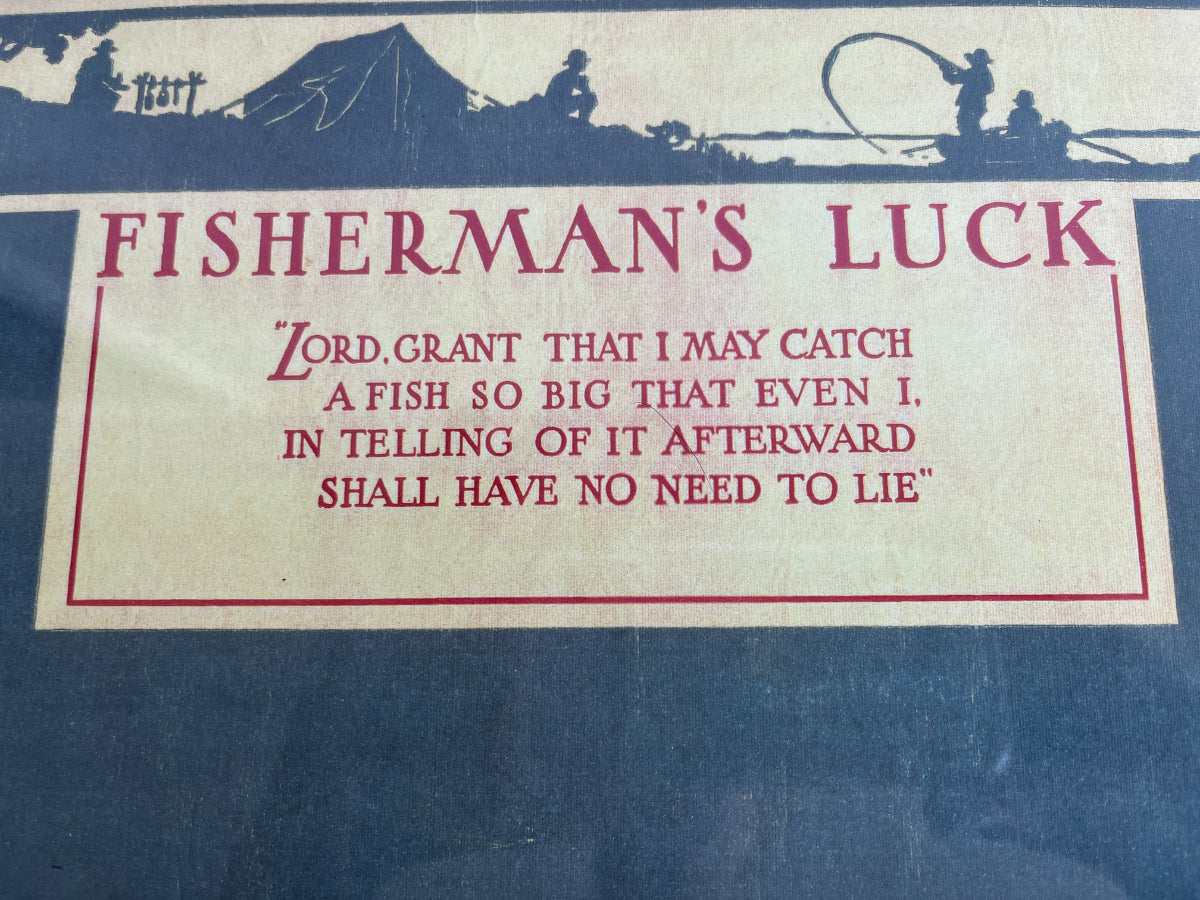 FISHERMAN'S LUCK
"LORD, GRANT THAT I MAY CATCH
A FISH SO BIG THAT EVEN I,
IN TELLING OF IT AFTERWARD
SHALL HAVE NO NEED TO LIE"